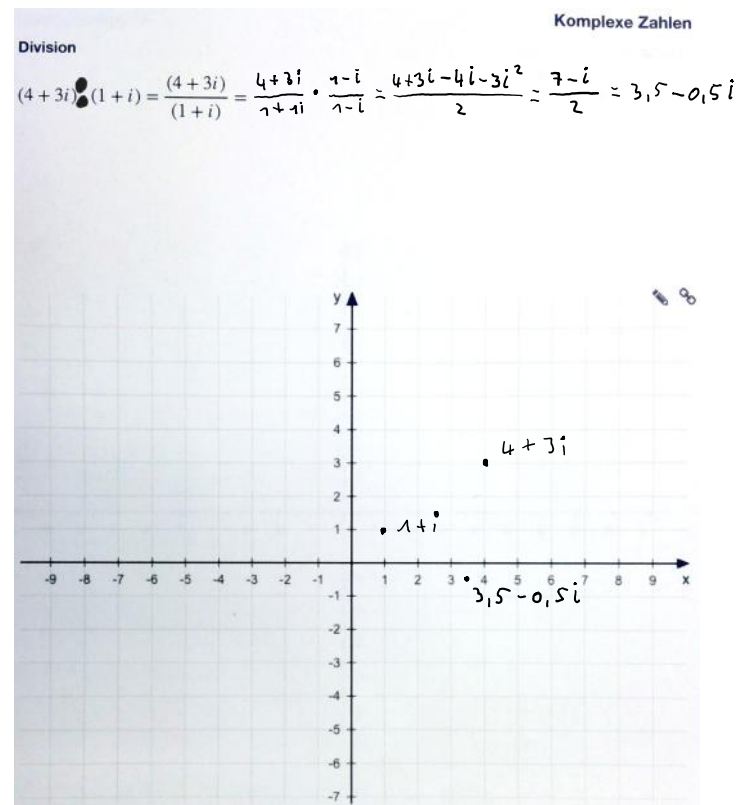 Komplexe Zahlen
Division
(4 + 3i) : (1 + i) = (4 + 3i)/(1 + i) = 4+3i/1+1i · 1-i/1-i = 4+3i-4i-3i²/2 = 7-i/2 = 3,5-0,5i
y
7
6
5
4
4+3i
3
2
1
1+i
-9 -8 -7 -6 -5 -4 -3 -2 -1 1 2 3 4 5 6 7 8 9 x
3,5-0,5i
-1
-2
-3
-4
-5
-6
-7